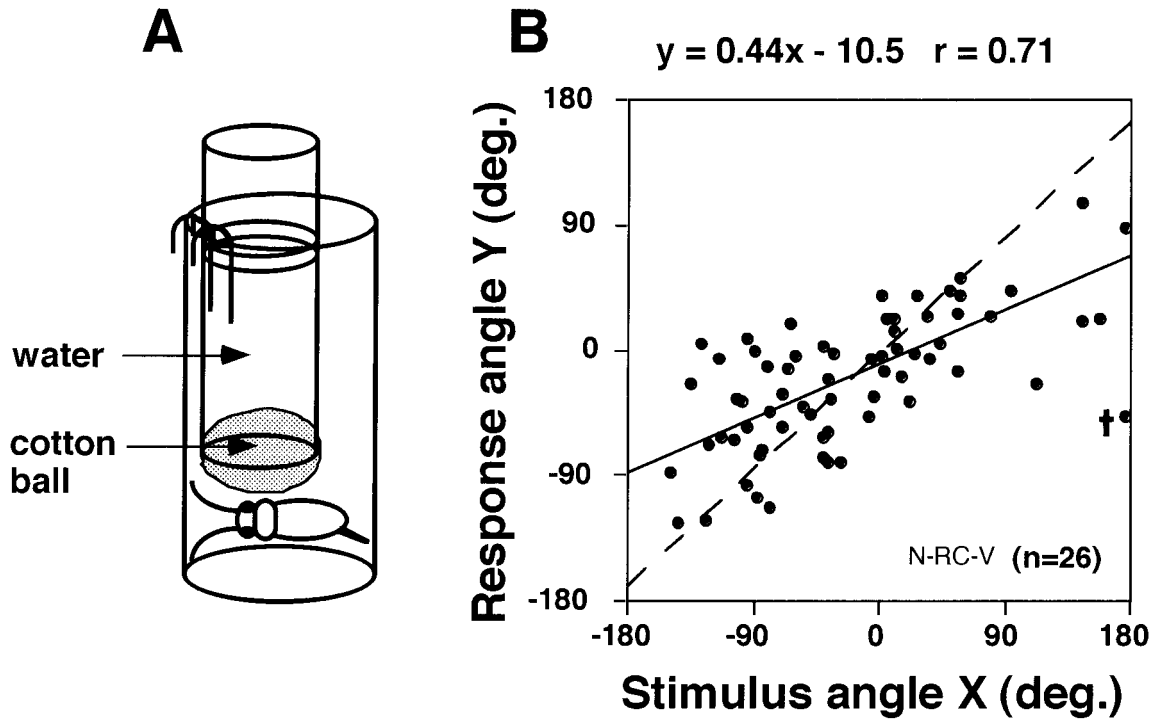 A
water
cotton
ball
B
y = 0.44x - 10.5 r = 0.71
Response angle Y (deg.)
180
90
0
-90
-180
†
N-RC-V (n=26)
-180 -90 0 90 180
Stimulus angle X (deg.)